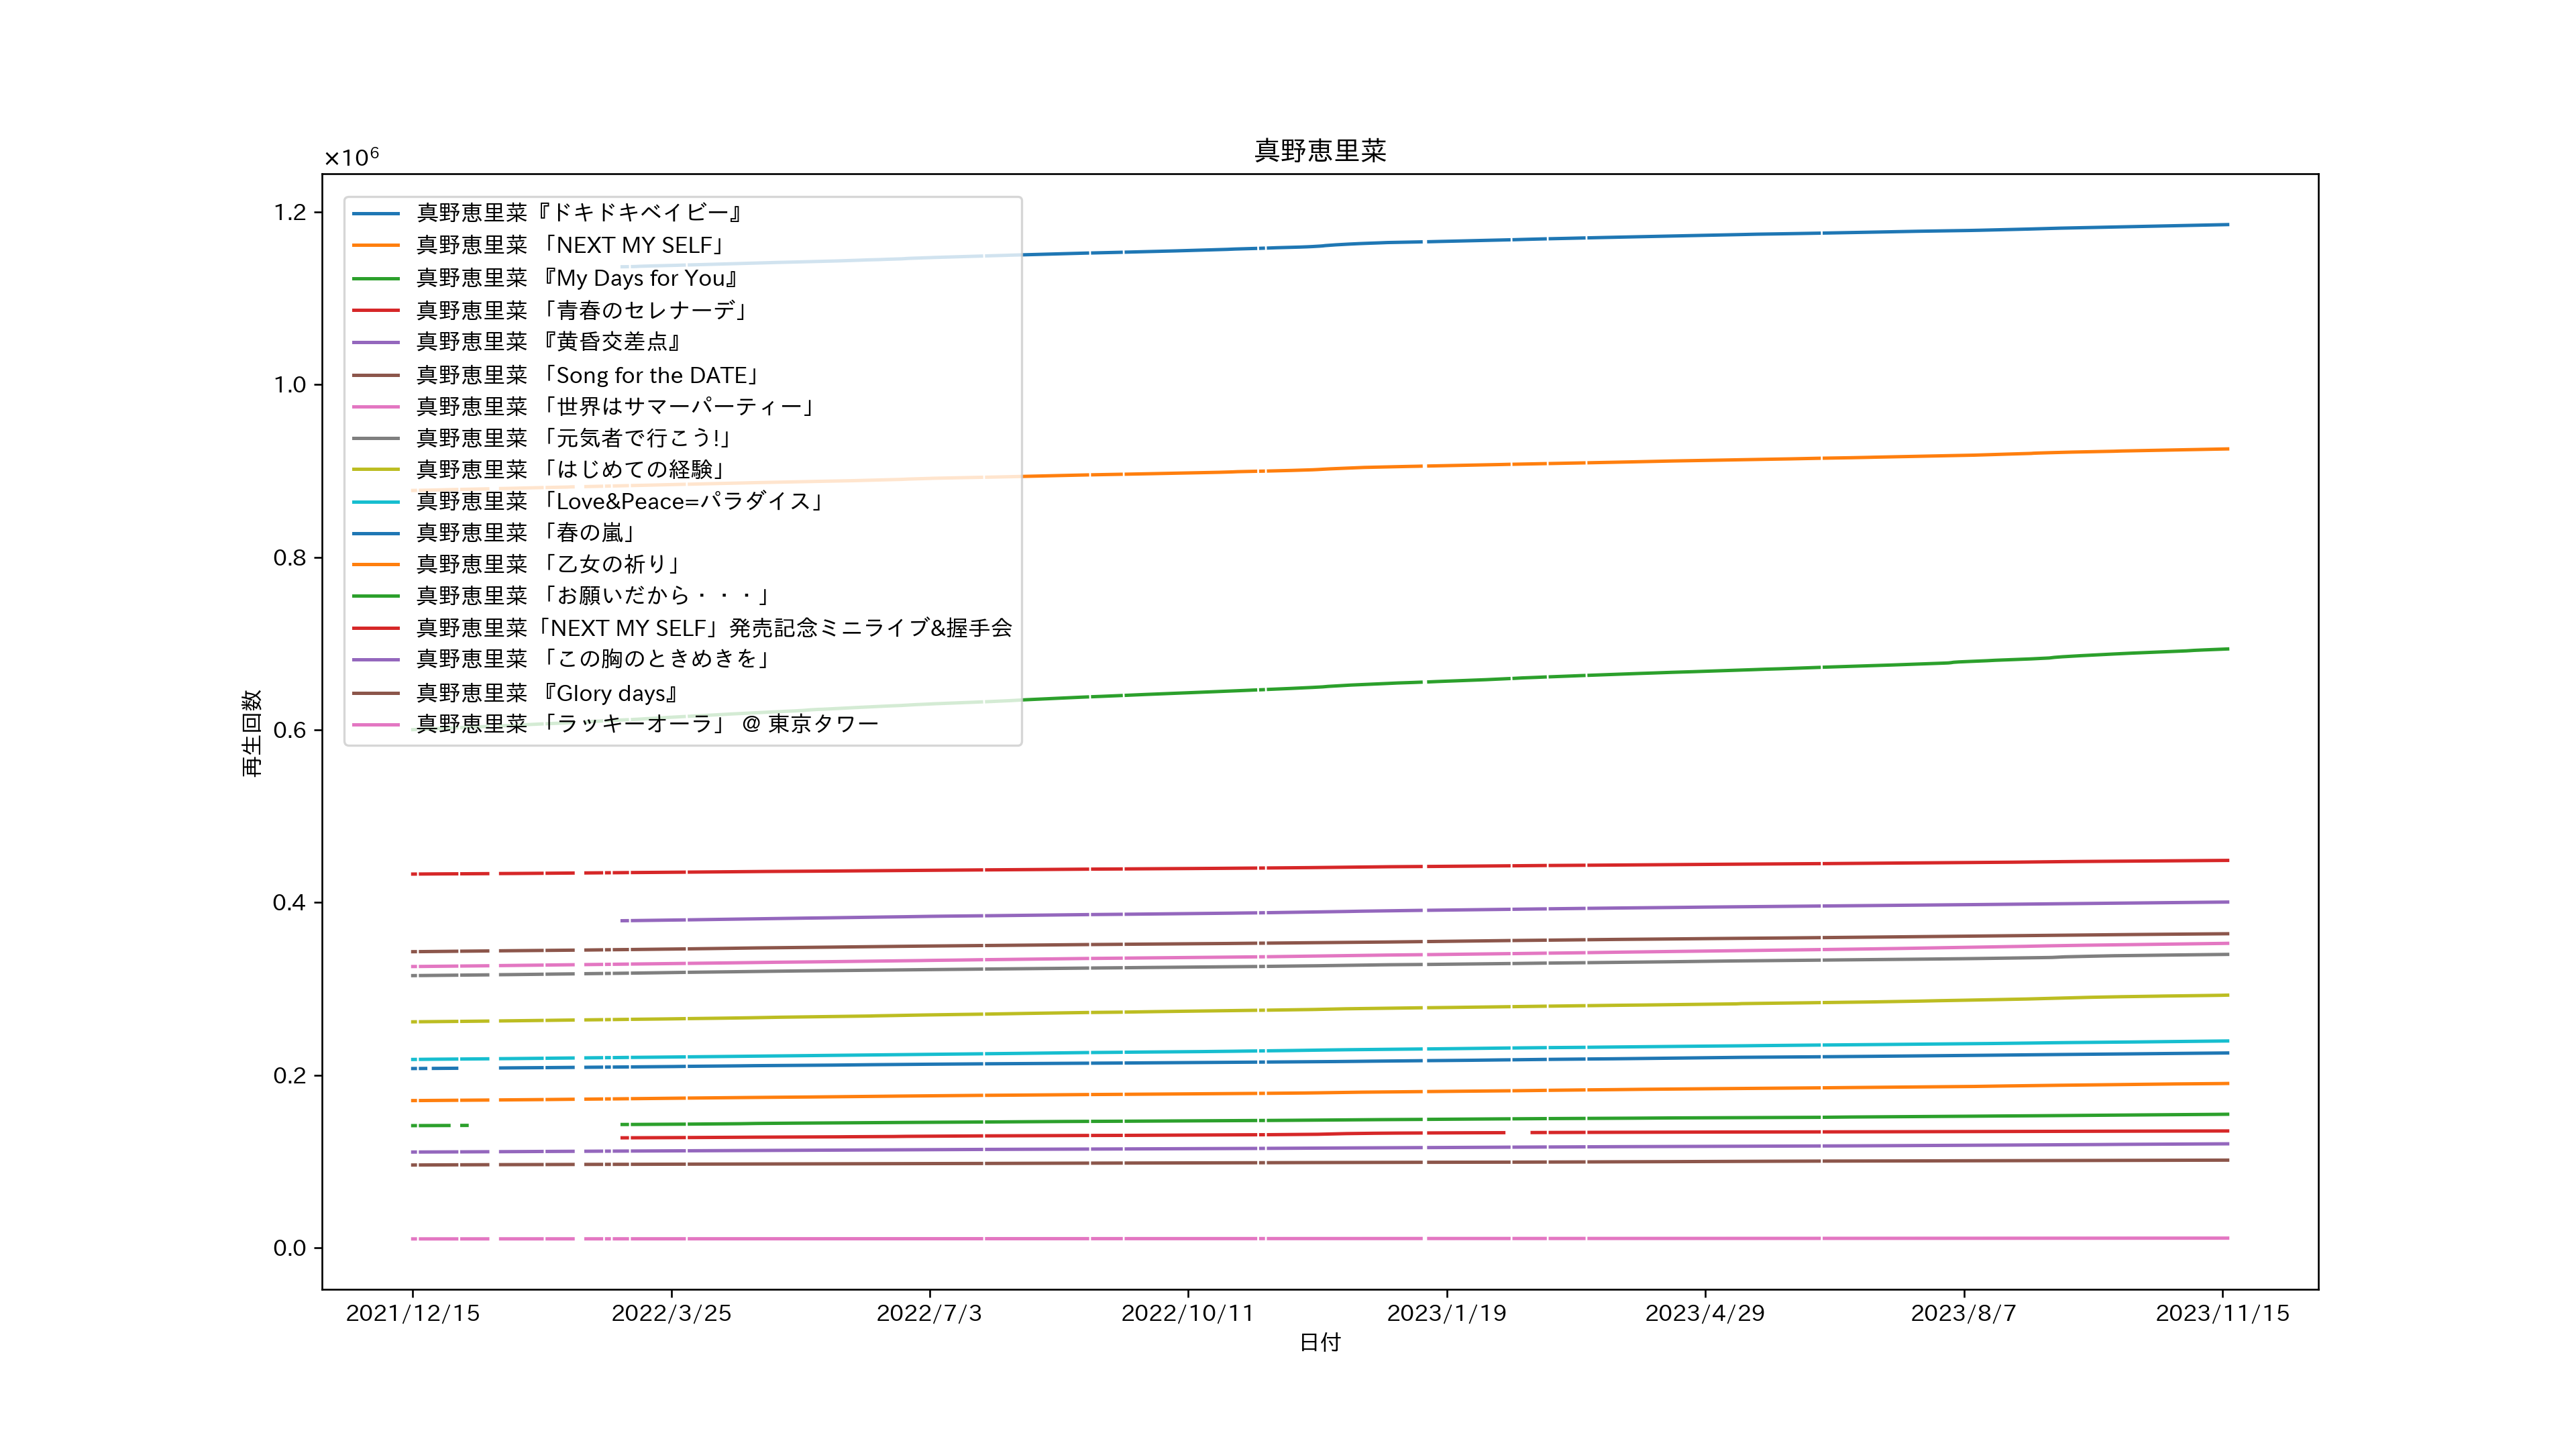 真野恵里菜
×10⁶
1.2
1.0
0.8
0.6
0.4
0.2
0.0
再生回数
真野恵里菜『ドキドキベイビー』
真野恵里菜 「NEXT MY SELF」
真野恵里菜 『My Days for You』
真野恵里菜 「青春のセレナーデ」
真野恵里菜 『黄昏交差点』
真野恵里菜 「Song for the DATE」
真野恵里菜 「世界はサマーパーティー」
真野恵里菜 「元気者で行こう!」
真野恵里菜 「はじめての経験」
真野恵里菜 「Love&Peace=パラダイス」
真野恵里菜 「春の嵐」
真野恵里菜 「乙女の祈り」
真野恵里菜 「お願いだから・・・」
真野恵里菜「NEXT MY SELF」発売記念ミニライブ&握手会
真野恵里菜 「この胸のときめきを」
真野恵里菜 『Glory days』
真野恵里菜 「ラッキーオーラ」 @ 東京タワー
2021/12/15
2022/3/25
2022/7/3
2022/10/11
2023/1/19
2023/4/29
2023/8/7
2023/11/15
日付